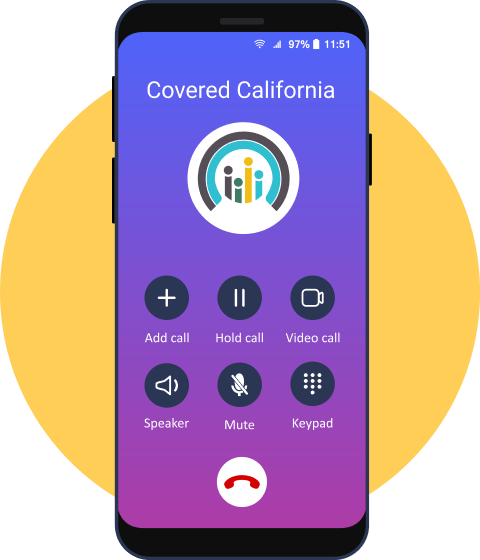 97% 11:51
Covered California
Add call Hold call Video call
Speaker Mute Keypad